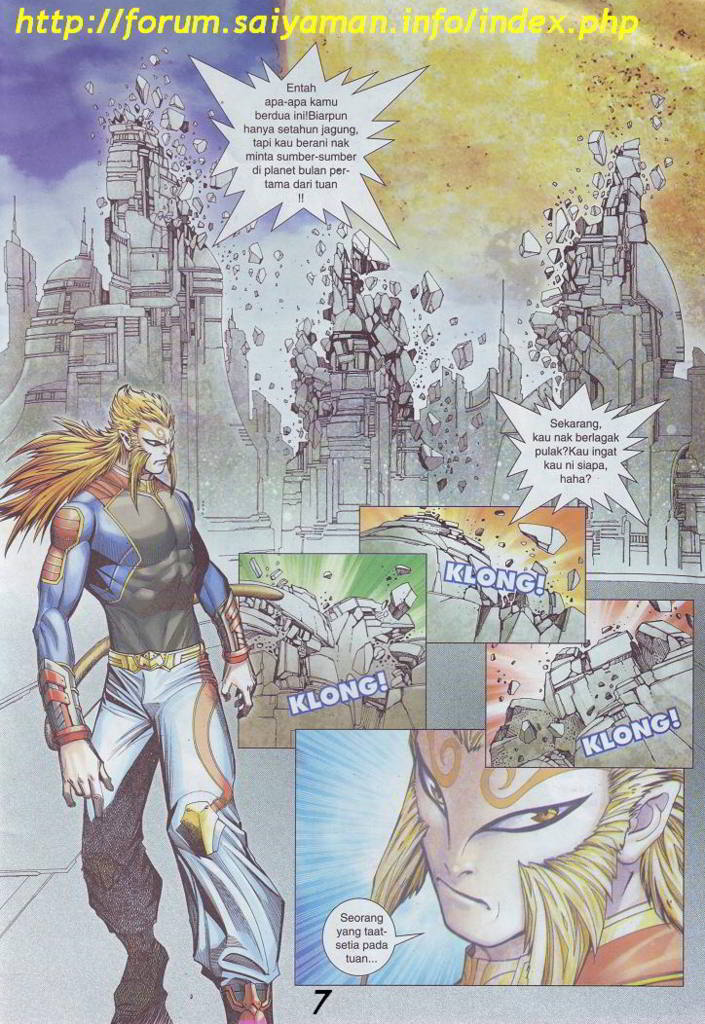 http://forum.saiyaman.info/index.php
Entah
apa-apa kamu
berdua ini!Biarpun
hanya setahun jagung,
tapi kau berani nak
minta sumber-sumber
di planet bulan per-
tama dari tuan
!!
Sekarang,
kau nak berlagak
pulak?Kau ingat
kau ni siapa,
haha?
KLONG!
KLONG!
KLONG!
Seorang
yang taat-
setia pada
tuan...
7